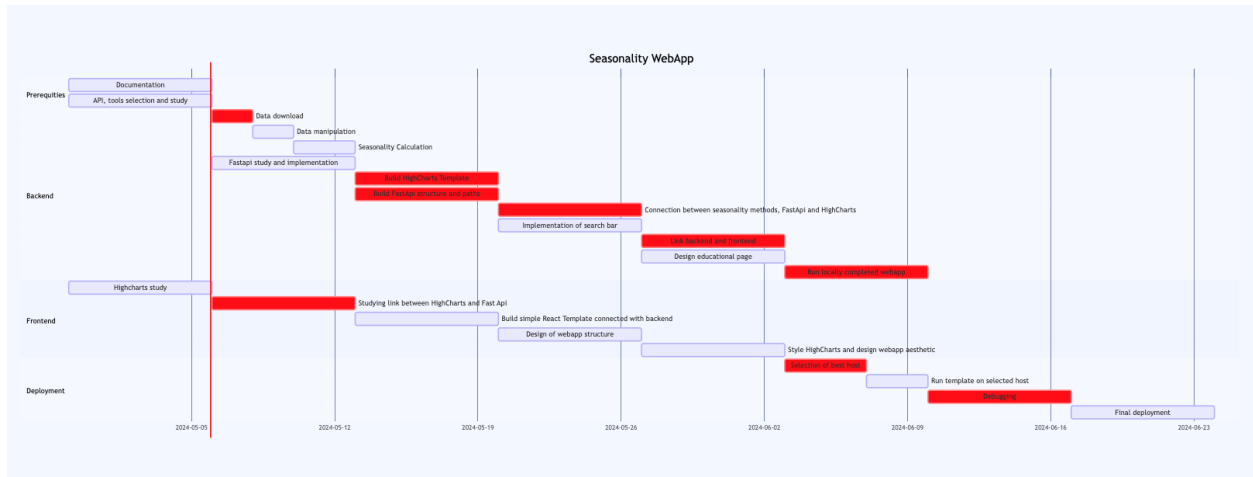 Seasonality WebApp
Documentation
Prerequities
API, tools selection and study
Data download
Data manipulation
Seasonality Calculation
Fastapi study and implementation
Build HighCharts Template
Build FastApi structure and paths
Backend
Connection between seasonality methods, FastApi and HighCharts
Implementation of search bar
Link backend and frontend
Design educational page
Run locally completed webapp
Highcharts study
Studying link between HighCharts and Fast Api
Frontend
Build simple React Template connected with backend
Design of webapp structure
Style HighCharts and design webapp aesthetic
Selection of best host
Run template on selected host
Deployment
Debugging
Final deployment
2024-05-05 2024-05-12 2024-05-19 2024-05-26 2024-06-02 2024-06-09 2024-06-16 2024-06-23